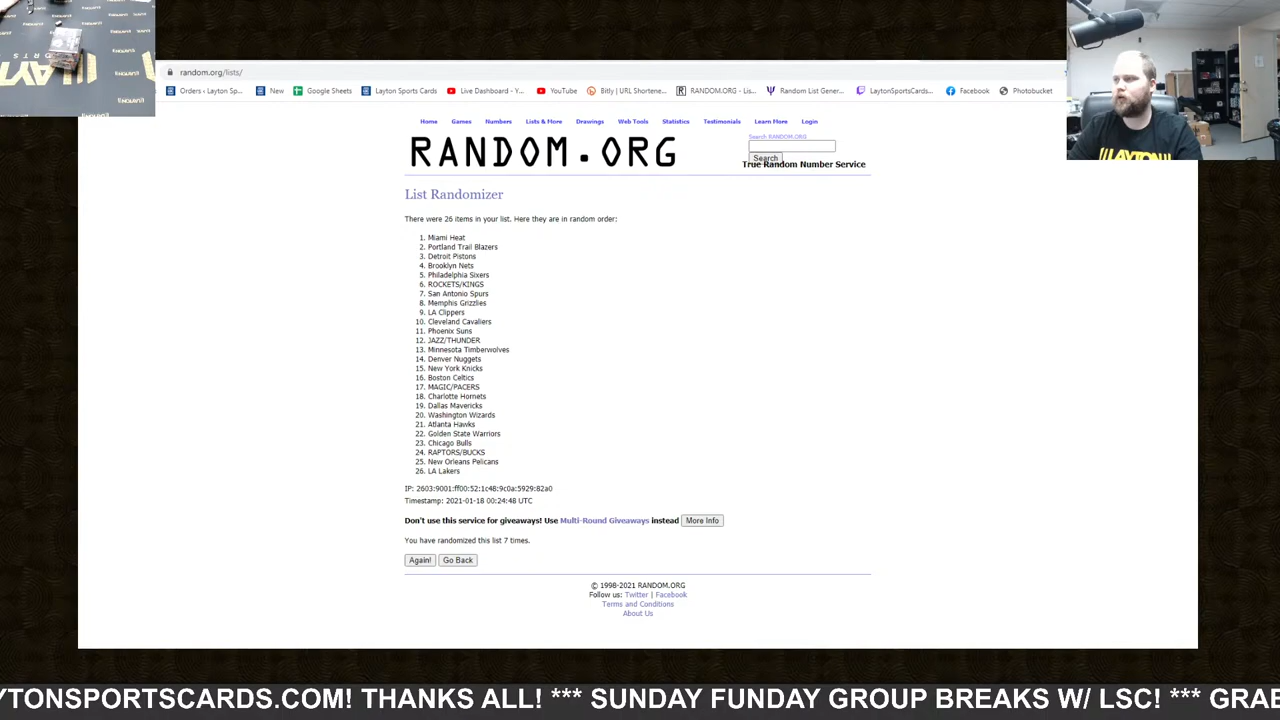 random.org/lists/
Orders ‹ Layton Sp... New Google Sheets Layton Sports Cards Live Dashboard - Y... YouTube Bitly | URL Shortene... RANDOM.ORG - Lis... Random List Gener... LaytonSportsCards... Facebook Photobucket
Home Games Numbers Lists & More Drawings Web Tools Statistics Testimonials Learn More Login
Search RANDOM.ORG
RANDOM.ORG
Search
True Random Number Service
List Randomizer
There were 26 items in your list. Here they are in random order:
1. Miami Heat
2. Portland Trail Blazers
3. Detroit Pistons
4. Brooklyn Nets
5. Philadelphia Sixers
6. ROCKETS/KINGS
7. San Antonio Spurs
8. Memphis Grizzlies
9. LA Clippers
10. Cleveland Cavaliers
11. Phoenix Suns
12. JAZZ/THUNDER
13. Minnesota Timberwolves
14. Denver Nuggets
15. New York Knicks
16. Boston Celtics
17. MAGIC/PACERS
18. Charlotte Hornets
19. Dallas Mavericks
20. Washington Wizards
21. Atlanta Hawks
22. Golden State Warriors
23. Chicago Bulls
24. RAPTORS/BUCKS
25. New Orleans Pelicans
26. LA Lakers
IP: 2603:9001:ff00:52:1c48:9c0a:5929:82a0
Timestamp: 2021-01-18 00:24:48 UTC
Don't use this service for giveaways! Use Multi-Round Giveaways instead More Info
You have randomized this list 7 times.
Again! Go Back
© 1998-2021 RANDOM.ORG
Follow us: Twitter | Facebook
Terms and Conditions
About Us
YTONSPORTSCARDS.COM! THANKS ALL! *** SUNDAY FUNDAY GROUP BREAKS W/ LSC! *** GRAB